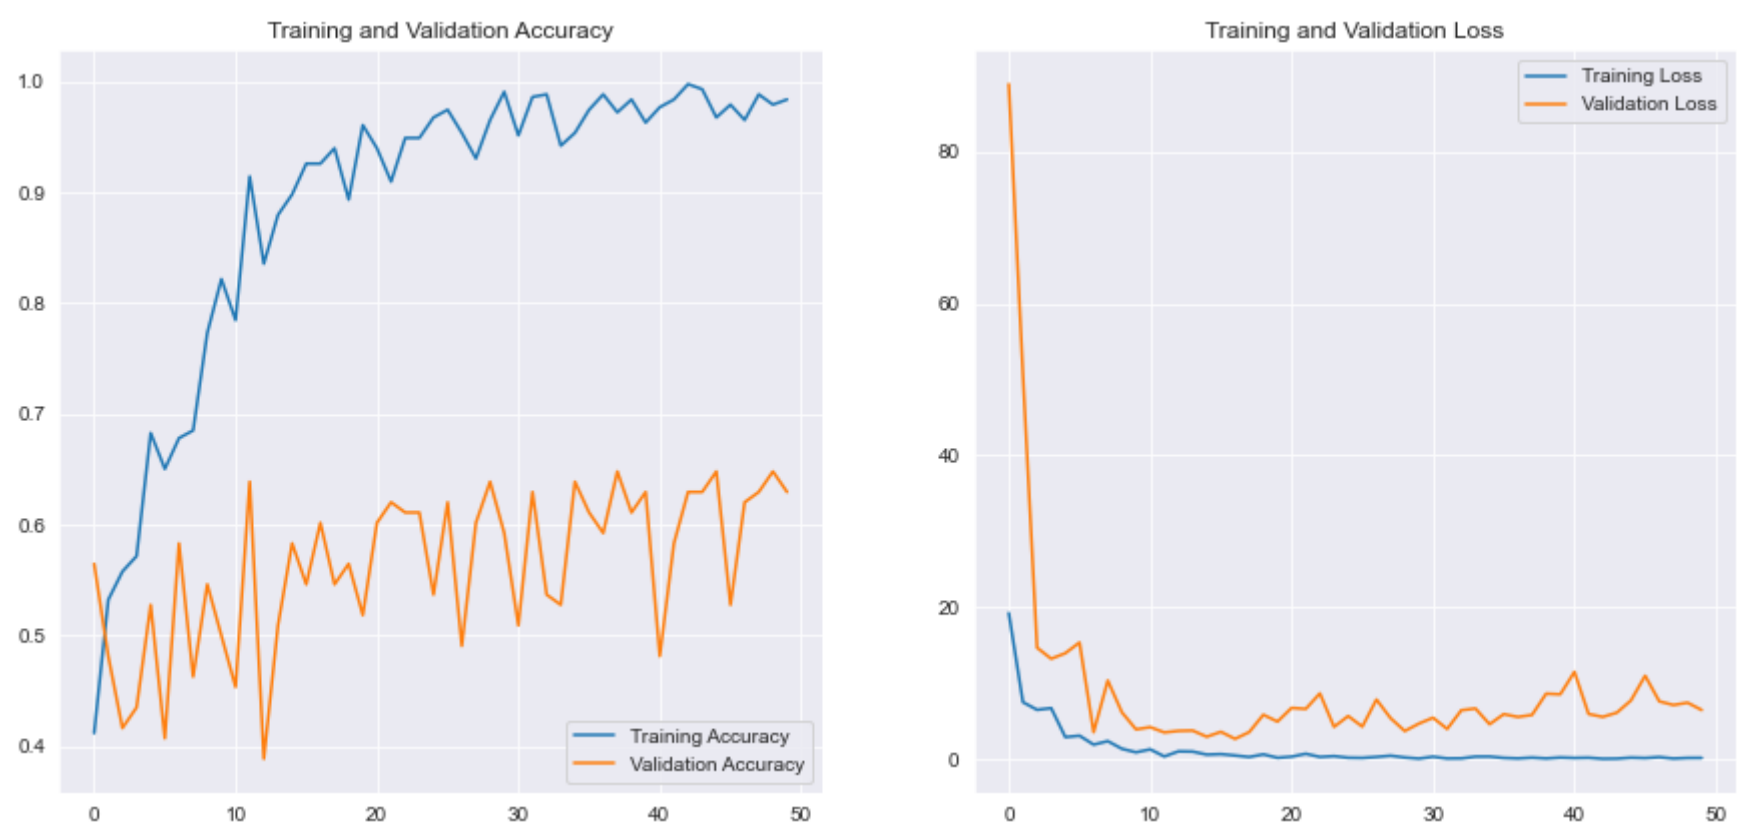 Training and Validation Accuracy
1.0
0.9
0.8
0.7
0.6
0.5
0.4
0 10 20 30 40 50
Training Accuracy
Validation Accuracy
Training and Validation Loss
80
60
40
20
0
0 10 20 30 40 50
Training Loss
Validation Loss